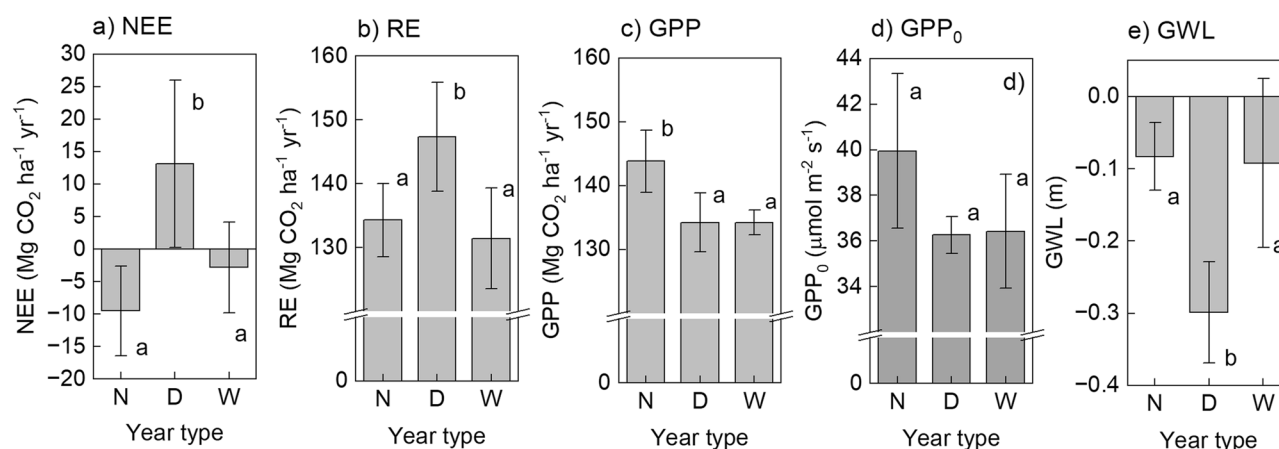 a) NEE
NEE (Mg CO₂ ha⁻¹ yr⁻¹)
30
25
20
15
10
5
0
−5
−10
−15
−20
a
b
a
N D W
Year type
b) RE
RE (Mg CO₂ ha⁻¹ yr⁻¹)
160
150
140
130
0
a
b
a
N D W
Year type
c) GPP
GPP (Mg CO₂ ha⁻¹ yr⁻¹)
160
150
140
130
0
b
a
a
N D W
Year type
d) GPP₀
GPP₀ (μmol m⁻² s⁻¹)
44
42
40
38
36
34
0
d)
a
a
a
N D W
Year type
e) GWL
GWL (m)
0.0
−0.1
−0.2
−0.3
−0.4
a
b
a
N D W
Year type